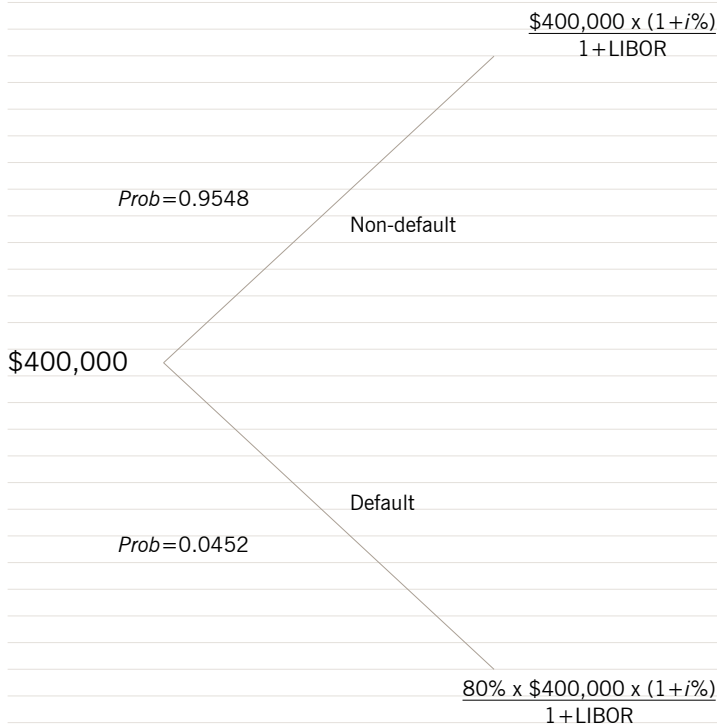 $400,000 x (1+i%)
1+LIBOR
Prob=0.9548
Non-default
$400,000
Default
Prob=0.0452
80% x $400,000 x (1+i%)
1+LIBOR